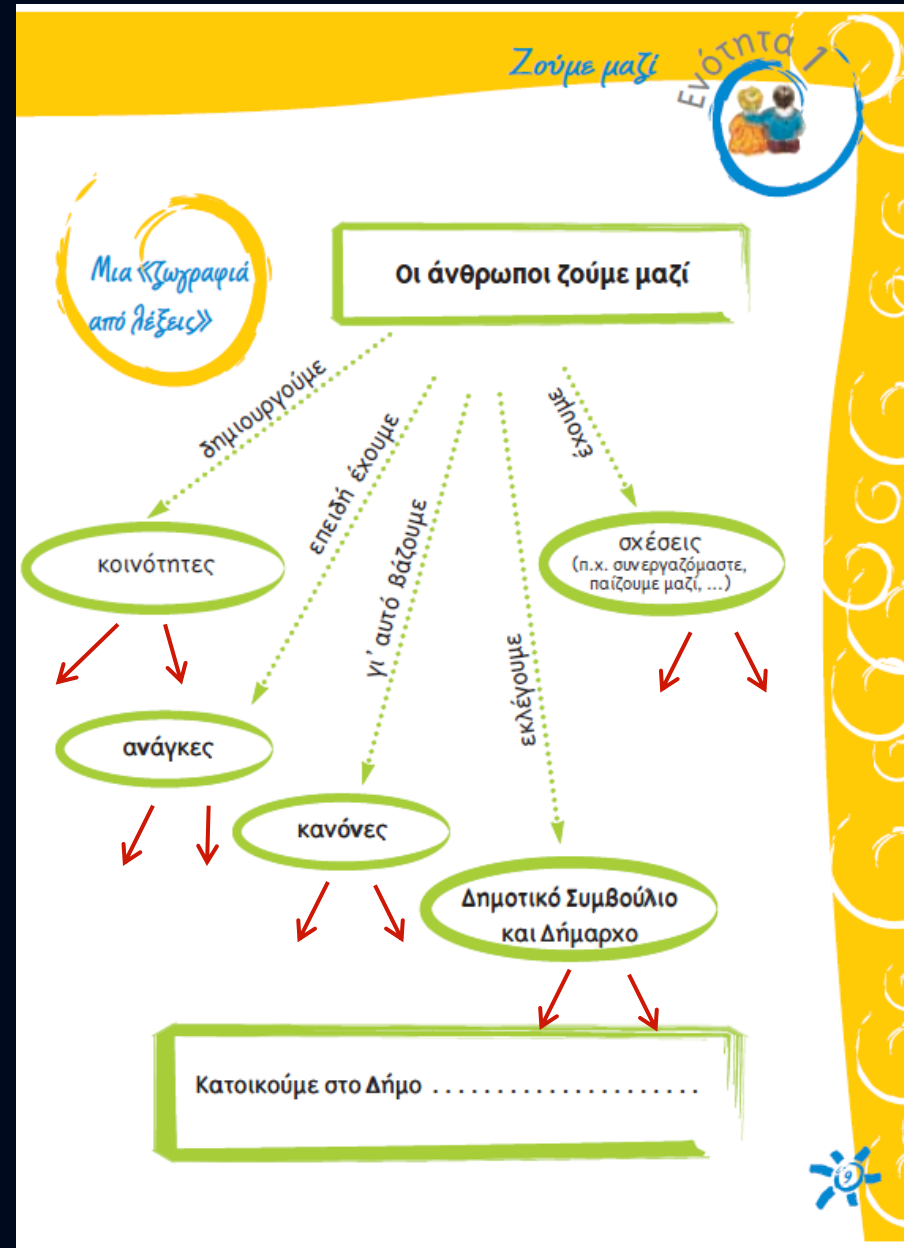 Ζούμε μαζί
Ενότητα 1
Μια «ζωγραφιά
από λέξεις»
Οι άνθρωποι ζούμε μαζί
δημιουργούμε
επειδή έχουμε
γι' αυτό βάζουμε
εκλέγουμε
έχουμε
κοινότητες
σχέσεις
(π.χ. συνεργαζόμαστε,
παίζουμε μαζί, ...)
ανάγκες
κανόνες
Δημοτικό Συμβούλιο
και Δήμαρχο
Κατοικούμε στο Δήμο . . . . . . . . . . . . . . . . . . . . . .
9